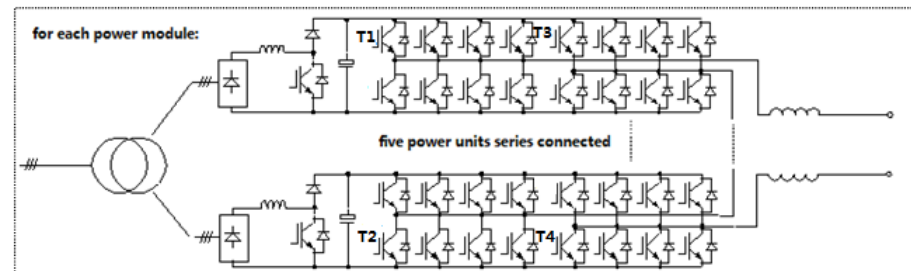 for each power module:
T1
T3
five power units series connected
T2
T4